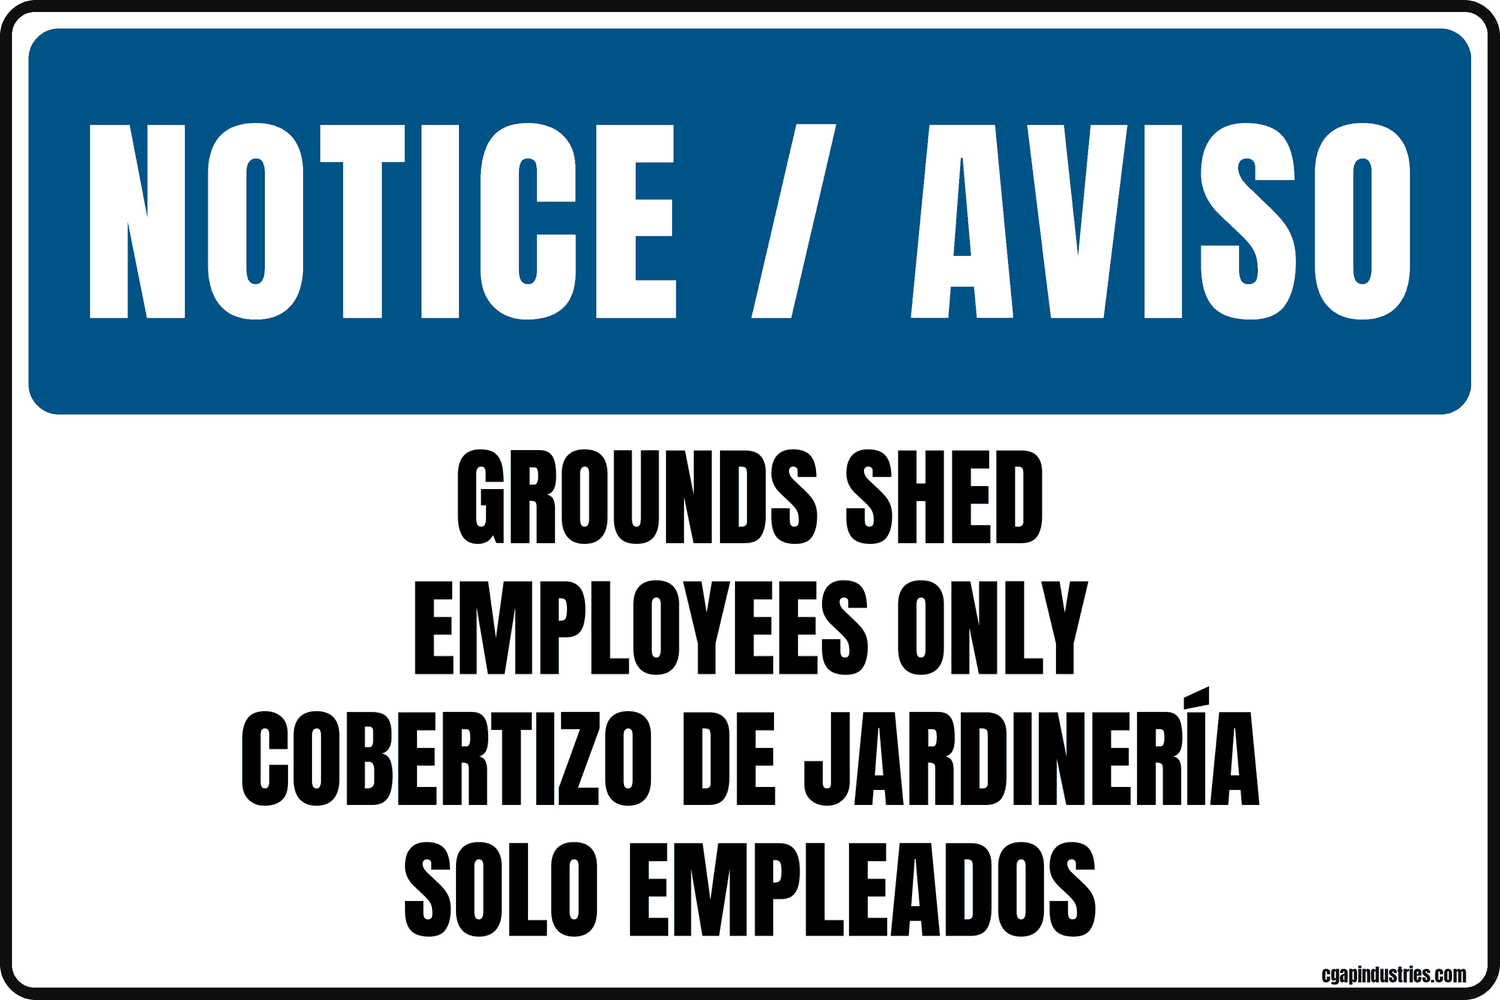 NOTICE / AVISO
GROUNDS SHED
EMPLOYEES ONLY
COBERTIZO DE JARDINERÍA
SOLO EMPLEADOS
cgapindustries.com